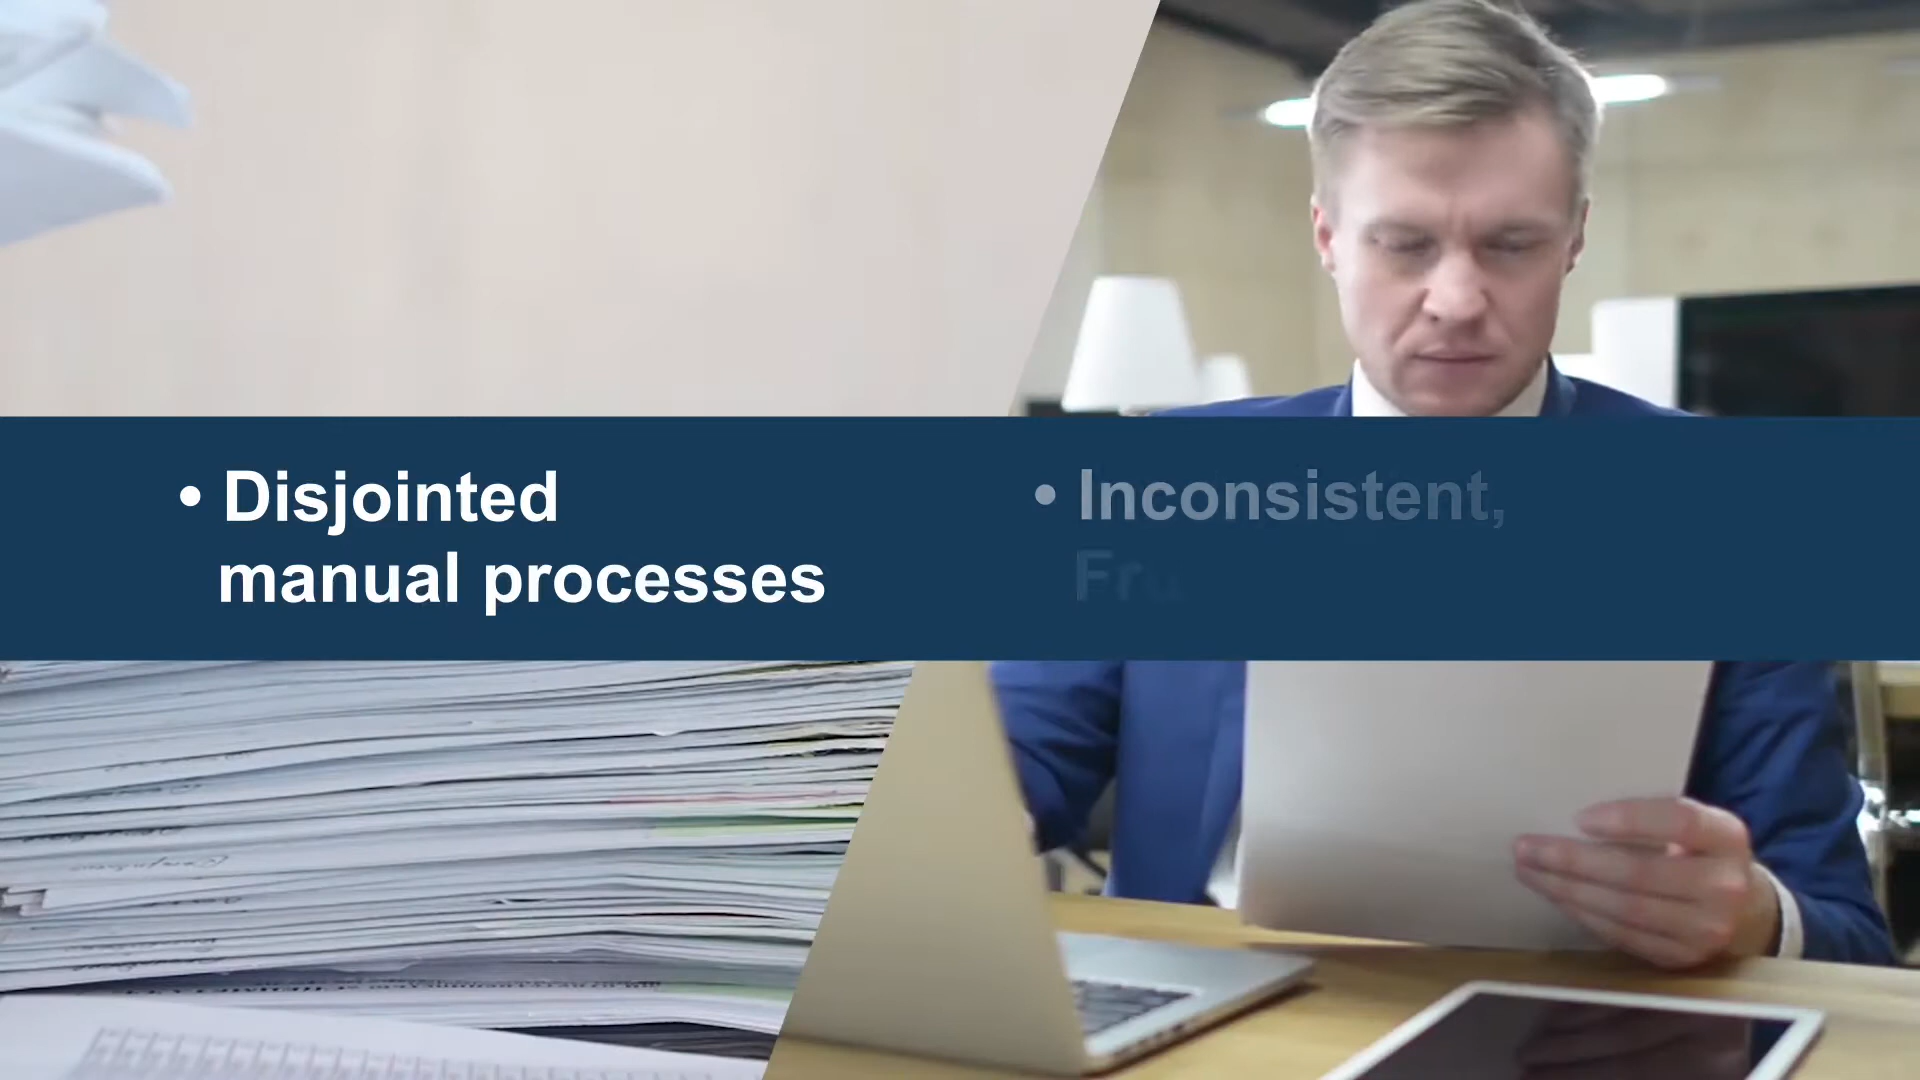 • Disjointed
manual processes
• Inconsistent,